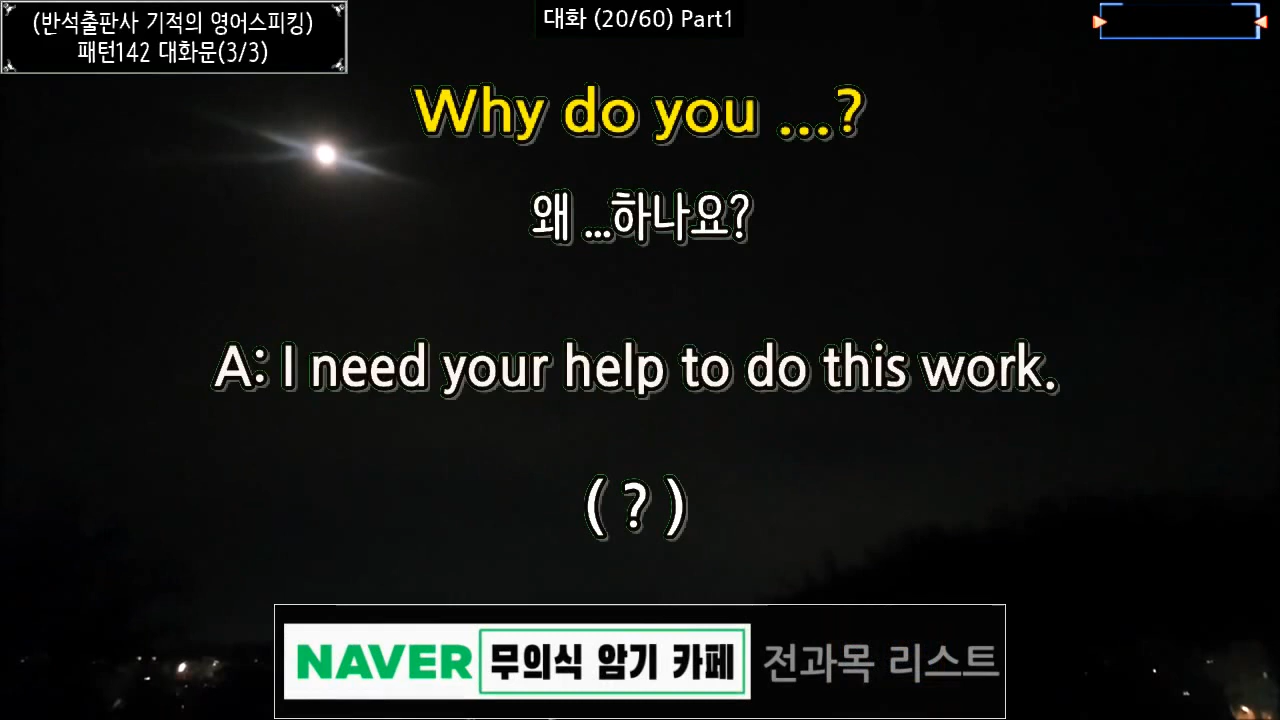 (반석출판사 기적의 영어스피킹)
패턴142 대화문(3/3)
대화 (20/60) Part1
Why do you ...?
왜 ...하나요?
A: I need your help to do this work.
( ? )
NAVER 무의식 암기 카페 전과목 리스트